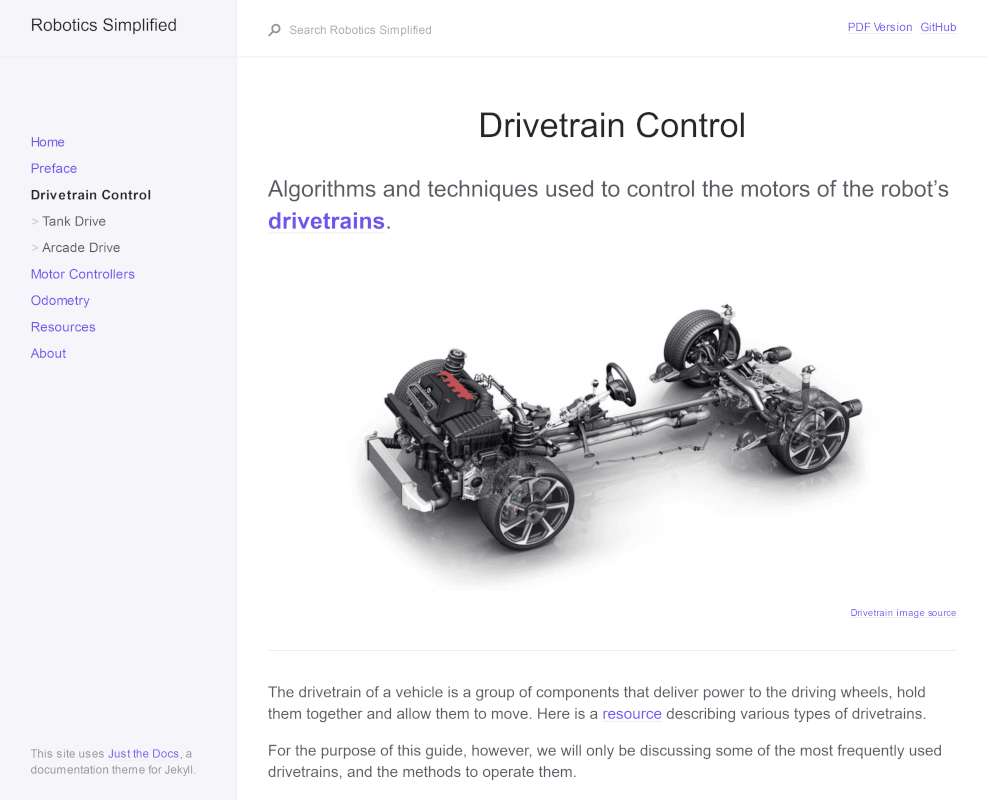 Robotics Simplified
Search Robotics Simplified
PDF Version GitHub
Home
Preface
Drivetrain Control
> Tank Drive
> Arcade Drive
Motor Controllers
Odometry
Resources
About
This site uses Just the Docs, a
documentation theme for Jekyll.
Drivetrain Control
Algorithms and techniques used to control the motors of the robot’s
drivetrains.
Drivetrain image source
The drivetrain of a vehicle is a group of components that deliver power to the driving wheels, hold
them together and allow them to move. Here is a resource describing various types of drivetrains.
For the purpose of this guide, however, we will only be discussing some of the most frequently used
drivetrains, and the methods to operate them.